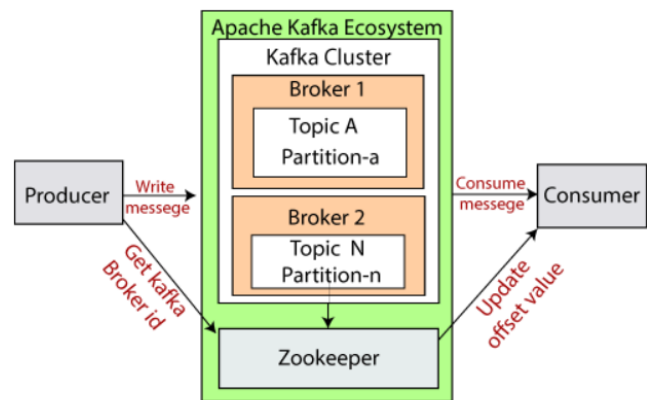 Apache Kafka Ecosystem
Kafka Cluster
Broker 1
Topic A
Partition-a
Producer
Write
messege
Consume
messege
Consumer
Broker 2
Topic N
Partition-n
Get kafka
Broker id
Update
offset value
Zookeeper